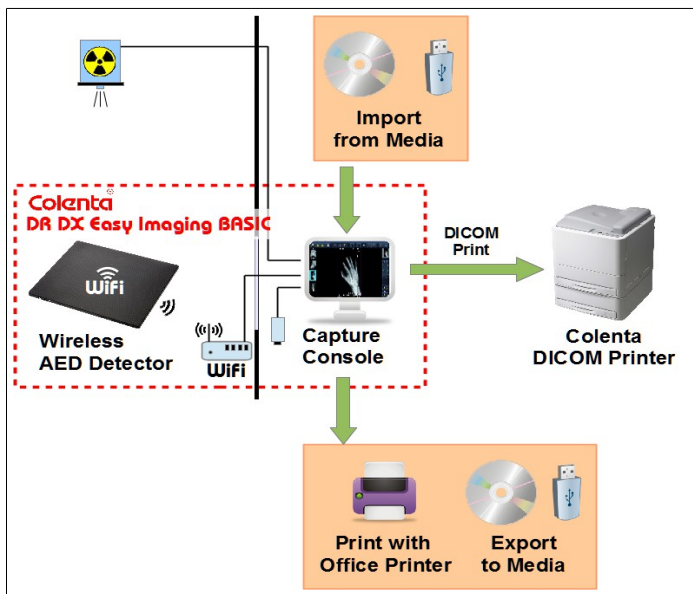 Import
from Media
Colenta
DR DX Easy Imaging BASIC
WiFi
Wireless
AED Detector
WiFi
Capture
Console
DICOM
Print
Colenta
DICOM Printer
Print with
Office Printer
Export
to Media